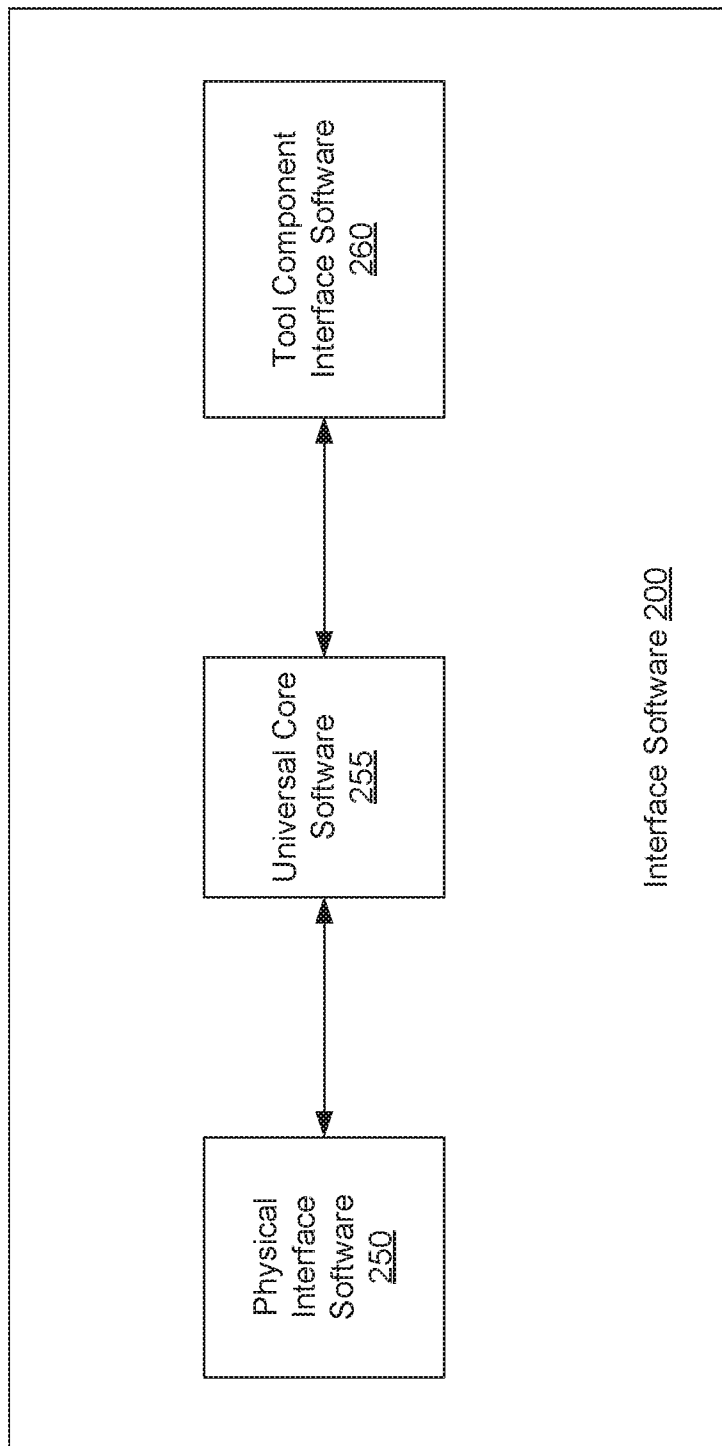 Physical
Interface
Software
250
Universal Core
Software
255
Tool Component
Interface Software
260
Interface Software 200